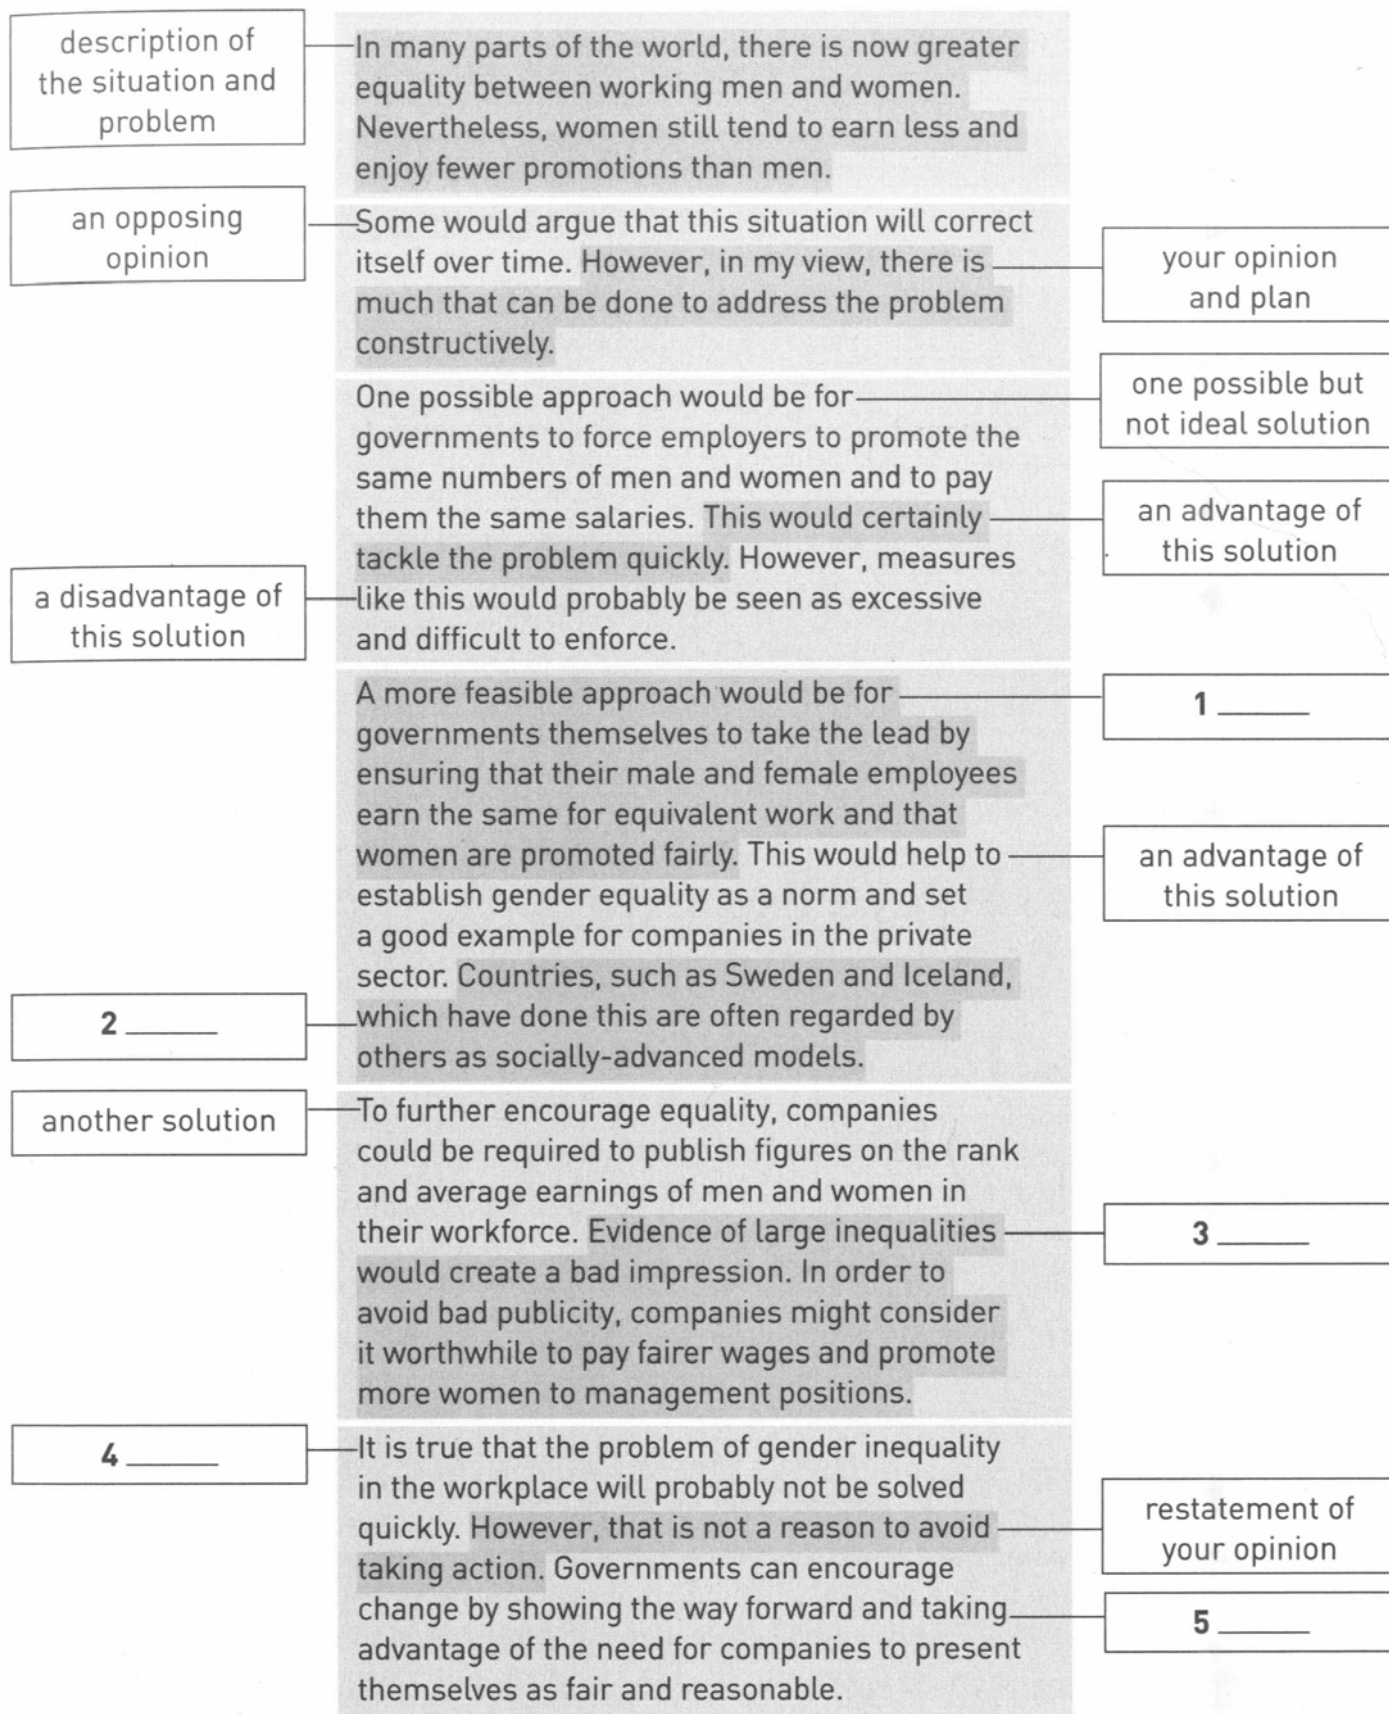 description of
the situation and
problem
In many parts of the world, there is now greater
equality between working men and women.
Nevertheless, women still tend to earn less and
enjoy fewer promotions than men.
an opposing
opinion
Some would argue that this situation will correct
itself over time. However, in my view, there is
much that can be done to address the problem
constructively.
your opinion
and plan
One possible approach would be for
governments to force employers to promote the
same numbers of men and women and to pay
them the same salaries. This would certainly
tackle the problem quickly. However, measures
like this would probably be seen as excessive
and difficult to enforce.
one possible but
not ideal solution
an advantage of
this solution
a disadvantage of
this solution
A more feasible approach would be for
governments themselves to take the lead by
ensuring that their male and female employees
earn the same for equivalent work and that
women are promoted fairly. This would help to
establish gender equality as a norm and set
a good example for companies in the private
sector. Countries, such as Sweden and Iceland,
which have done this are often regarded by
others as socially-advanced models.
1 ______
an advantage of
this solution
2 ______
another solution
To further encourage equality, companies
could be required to publish figures on the rank
and average earnings of men and women in
their workforce. Evidence of large inequalities
would create a bad impression. In order to
avoid bad publicity, companies might consider
it worthwhile to pay fairer wages and promote
more women to management positions.
3 ______
4 ______
It is true that the problem of gender inequality
in the workplace will probably not be solved
quickly. However, that is not a reason to avoid
taking action. Governments can encourage
change by showing the way forward and taking
advantage of the need for companies to present
themselves as fair and reasonable.
restatement of
your opinion
5 ______